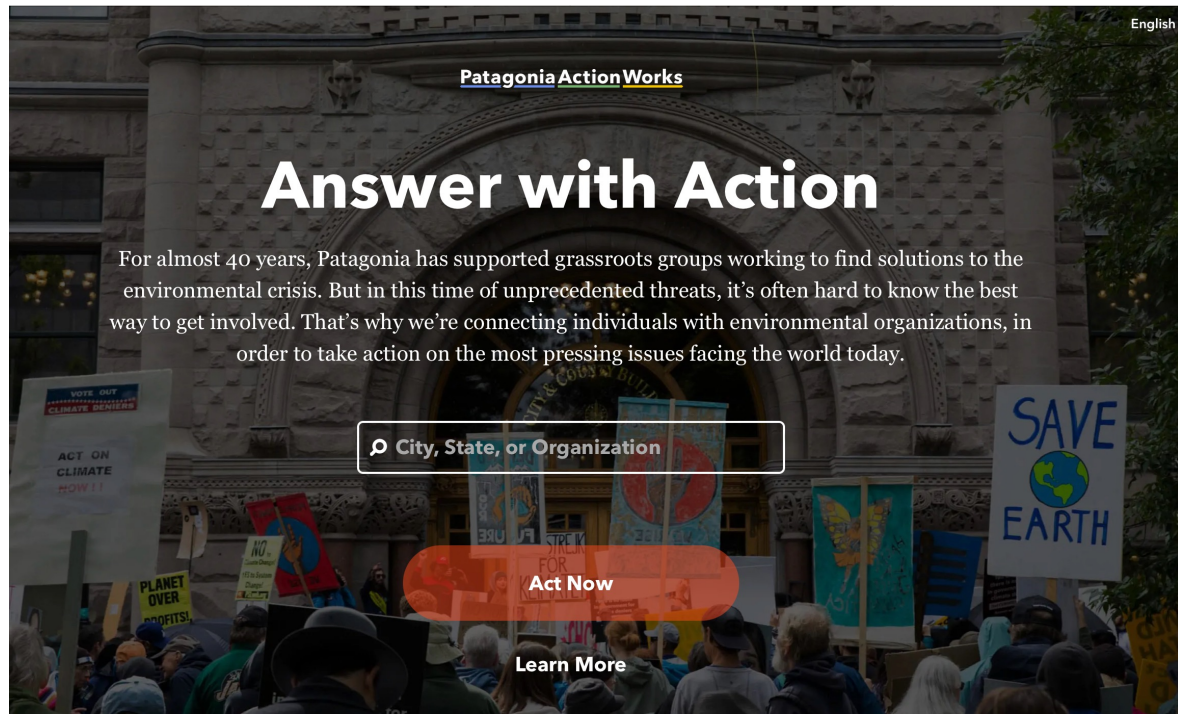 English
Patagonia Action Works
Answer with Action
For almost 40 years, Patagonia has supported grassroots groups working to find solutions to the
environmental crisis. But in this time of unprecedented threats, it's often hard to know the best
way to get involved. That's why we're connecting individuals with environmental organizations, in
order to take action on the most pressing issues facing the world today.
CITY & COUNTY
VOTE OUT
CLIMATE DENIERS
ACT ON
CLIMATE
NOW!!
City, State, or Organization
SAVE
EARTH
NO
STREIK
FOR
PLANET
OVER
PROFITS!
Act Now
Learn More